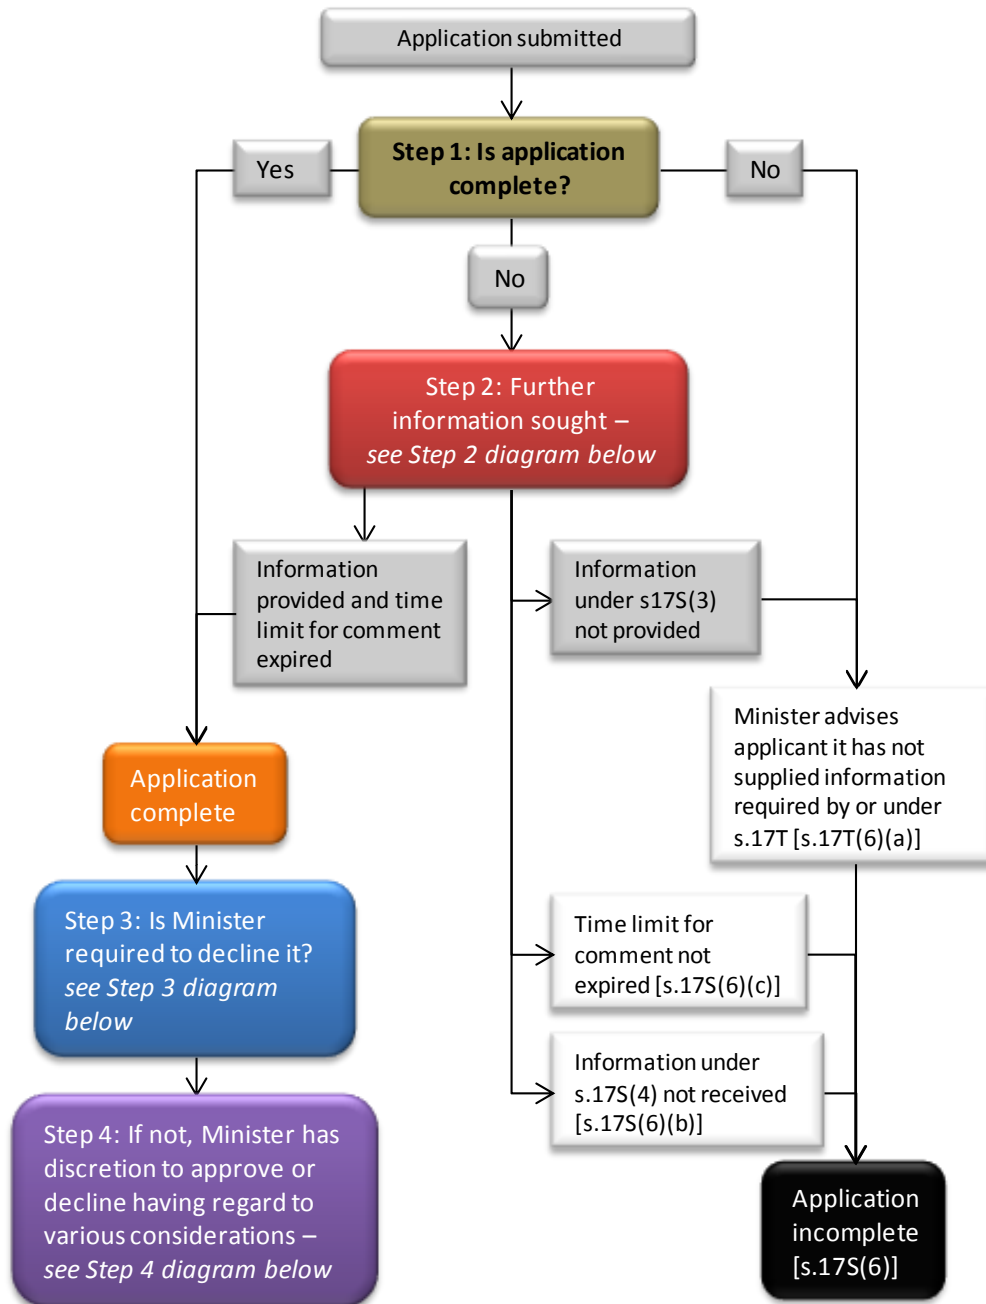 Application submitted
Step 1: Is application
complete?
Yes
No
No
Step 2: Further
information sought –
see Step 2 diagram below
Information
provided and time
limit for comment
expired
Information
under s17S(3)
not provided
Minister advises
applicant it has not
supplied information
required by or under
s.17T [s.17T(6)(a)]
Application
complete
Step 3: Is Minister
required to decline it?
see Step 3 diagram
below
Time limit for
comment not
expired [s.17S(6)(c)]
Information under
s.17S(4) not received
[s.17S(6)(b)]
Step 4: If not, Minister has
discretion to approve or
decline having regard to
various considerations –
see Step 4 diagram below
Application
incomplete
[s.17S(6)]